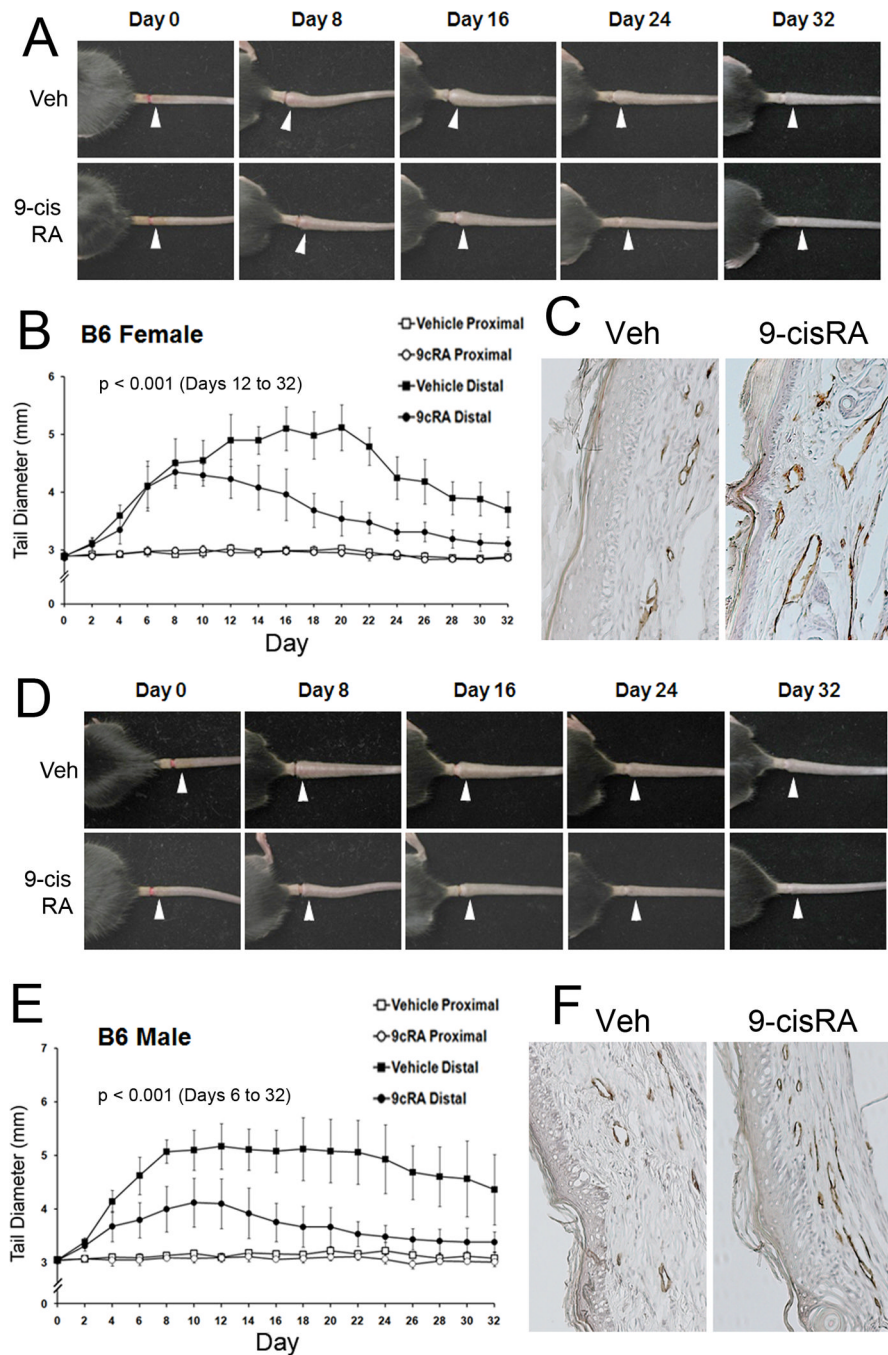 A
Day 0 Day 8 Day 16 Day 24 Day 32
Veh
9-cis
RA
B
B6 Female
p < 0.001 (Days 12 to 32)
Vehicle Proximal
9cRA Proximal
Vehicle Distal
9cRA Distal
Tail Diameter (mm)
6
5
4
3
0
0 2 4 6 8 10 12 14 16 18 20 22 24 26 28 30 32
Day
C
Veh 9-cisRA
D
Day 0 Day 8 Day 16 Day 24 Day 32
Veh
9-cis
RA
E
B6 Male
p < 0.001 (Days 6 to 32)
Vehicle Proximal
9cRA Proximal
Vehicle Distal
9cRA Distal
Tail Diameter (mm)
7
6
5
4
3
0
0 2 4 6 8 10 12 14 16 18 20 22 24 26 28 30 32
Day
F
Veh 9-cisRA